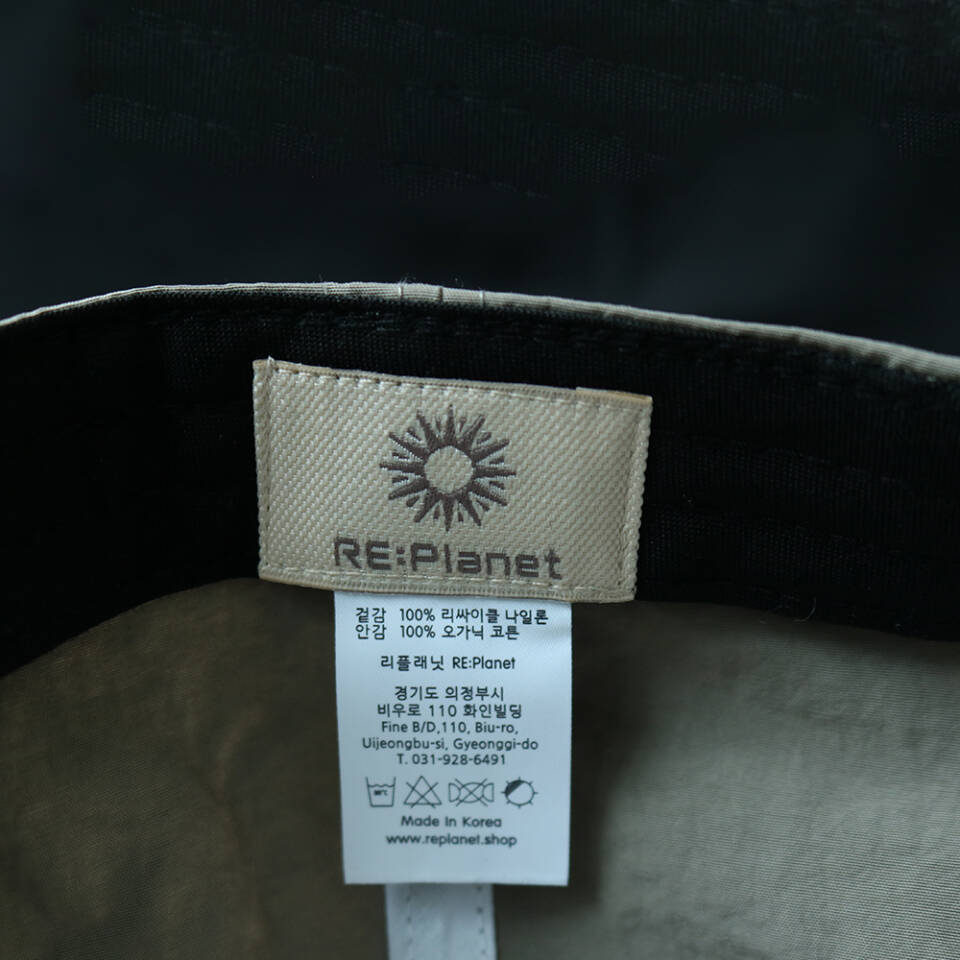 RE:Planet
겉감 100% 리싸이클 나일론
안감 100% 오가닉 코튼
리플래닛 RE:Planet
경기도 의정부시
비우로 110 화인빌딩
Fine B/D,110, Biu-ro,
Uijeongbu-si, Gyeonggi-do
T. 031-928-6491
Made In Korea
www.replanet.shop